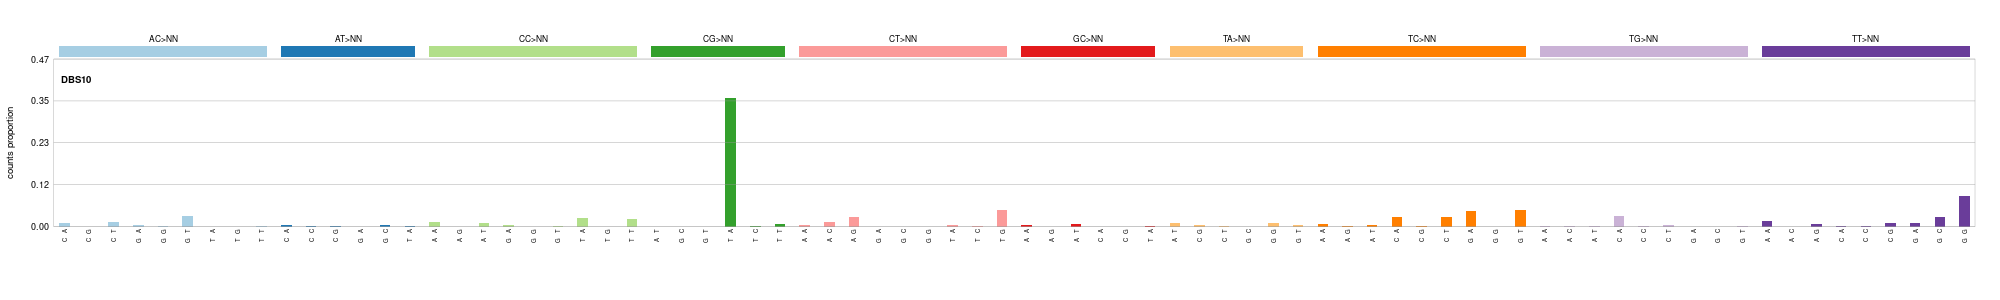 AC>NN AT>NN CC>NN CG>NN CT>NN GC>NN TA>NN TC>NN TG>NN TT>NN
DBS10
counts proportion
0.47
0.35
0.23
0.12
0.00
C A
C G
C T
G A
G G
G T
T A
T G
T T
C A
C C
C G
G A
G C
T A
A A
A G
A T
G A
G G
G T
T A
T G
T T
A T
G C
G T
T A
T C
T T
A A
A C
A G
G A
G C
G G
T A
T C
T G
A A
A G
A T
C A
C G
T A
A T
C G
C T
G C
G G
G T
A A
A G
A T
C A
C G
C T
G A
G G
G T
A A
A C
A T
C A
C C
C T
G A
G C
G T
A A
A C
A G
C A
C C
C G
G A
G C
G G